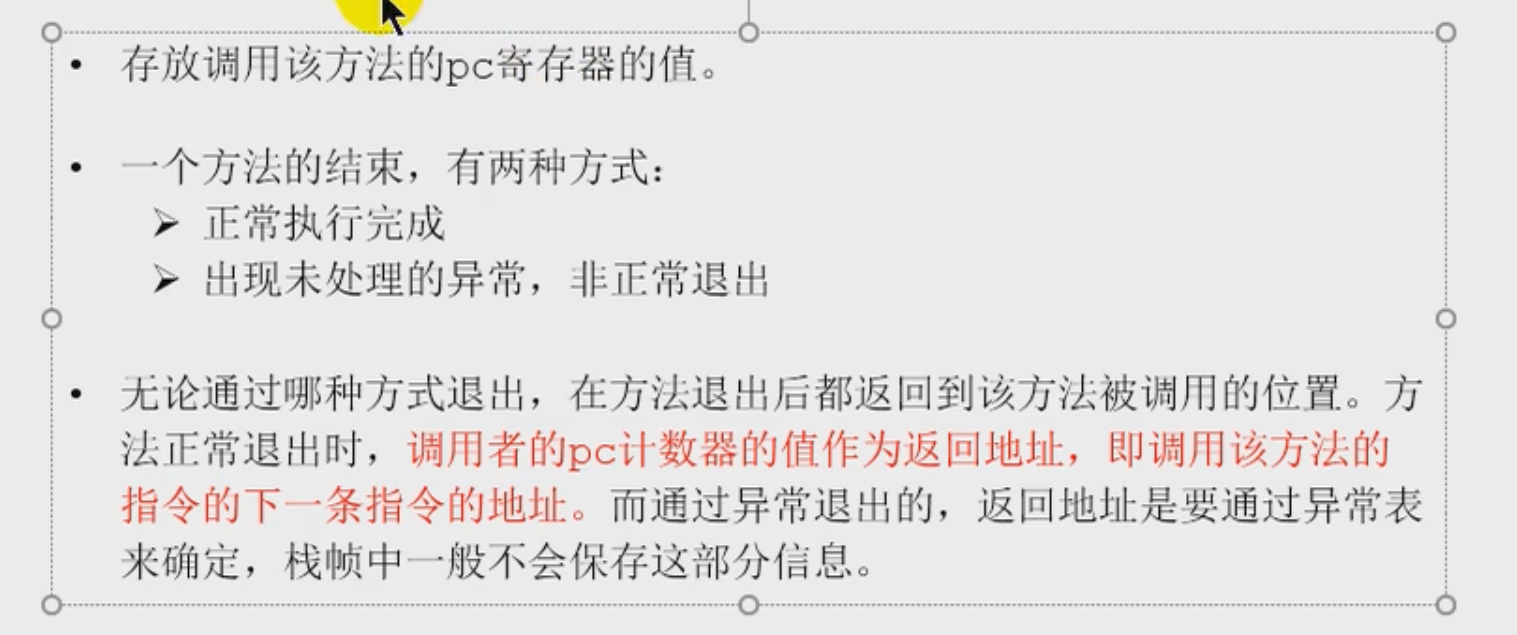 • 存放调用该方法的pc寄存器的值。
• 一个方法的结束，有两种方式：
➢ 正常执行完成
➢ 出现未处理的异常，非正常退出
• 无论通过哪种方式退出，在方法退出后都返回到该方法被调用的位置。方
法正常退出时，调用者的pc计数器的值作为返回地址，即调用该方法的
指令的下一条指令的地址。而通过异常退出的，返回地址是要通过异常表
来确定，栈帧中一般不会保存这部分信息。